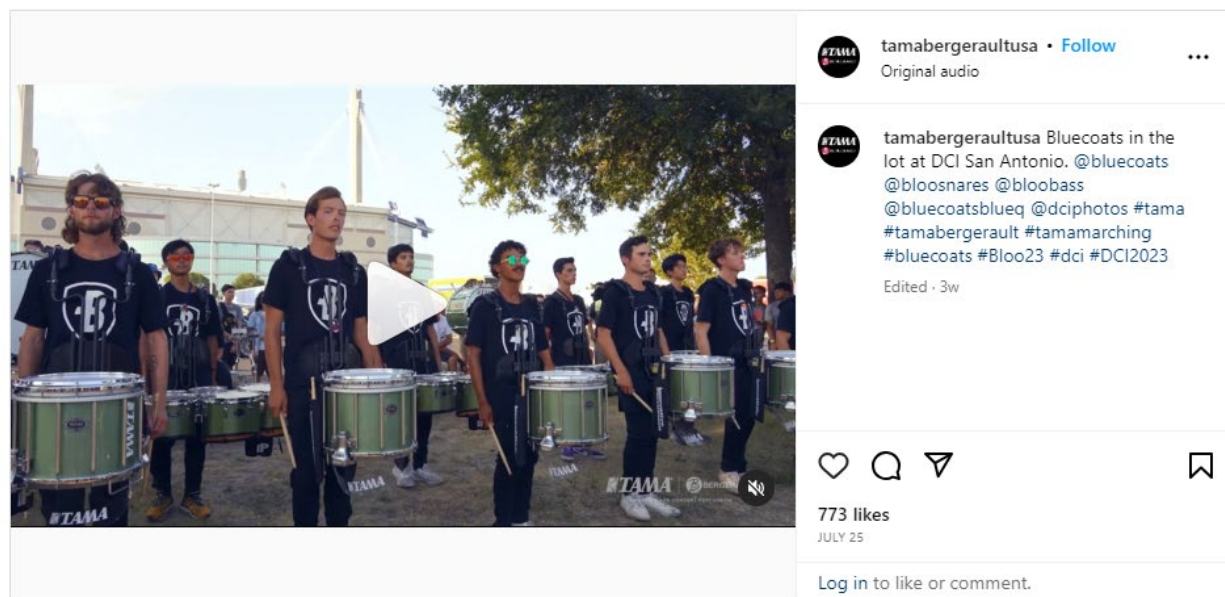 tamabergeraultusa • Follow
Original audio
TAMA
tamabergeraultusa Bluecoats in the
lot at DCI San Antonio. @bluecoats
@bloosnares @bloobass
@bluecoatsblueq @dciphotos #tama
#tamabergerault #tamamarching
#bluecoats #Bloo23 #dci #DCI2023
Edited · 3w
TAMA
B
B
B
TAMA
TAMA
TAMA
TAMA
TAMA
773 likes
JULY 25
Log in to like or comment.